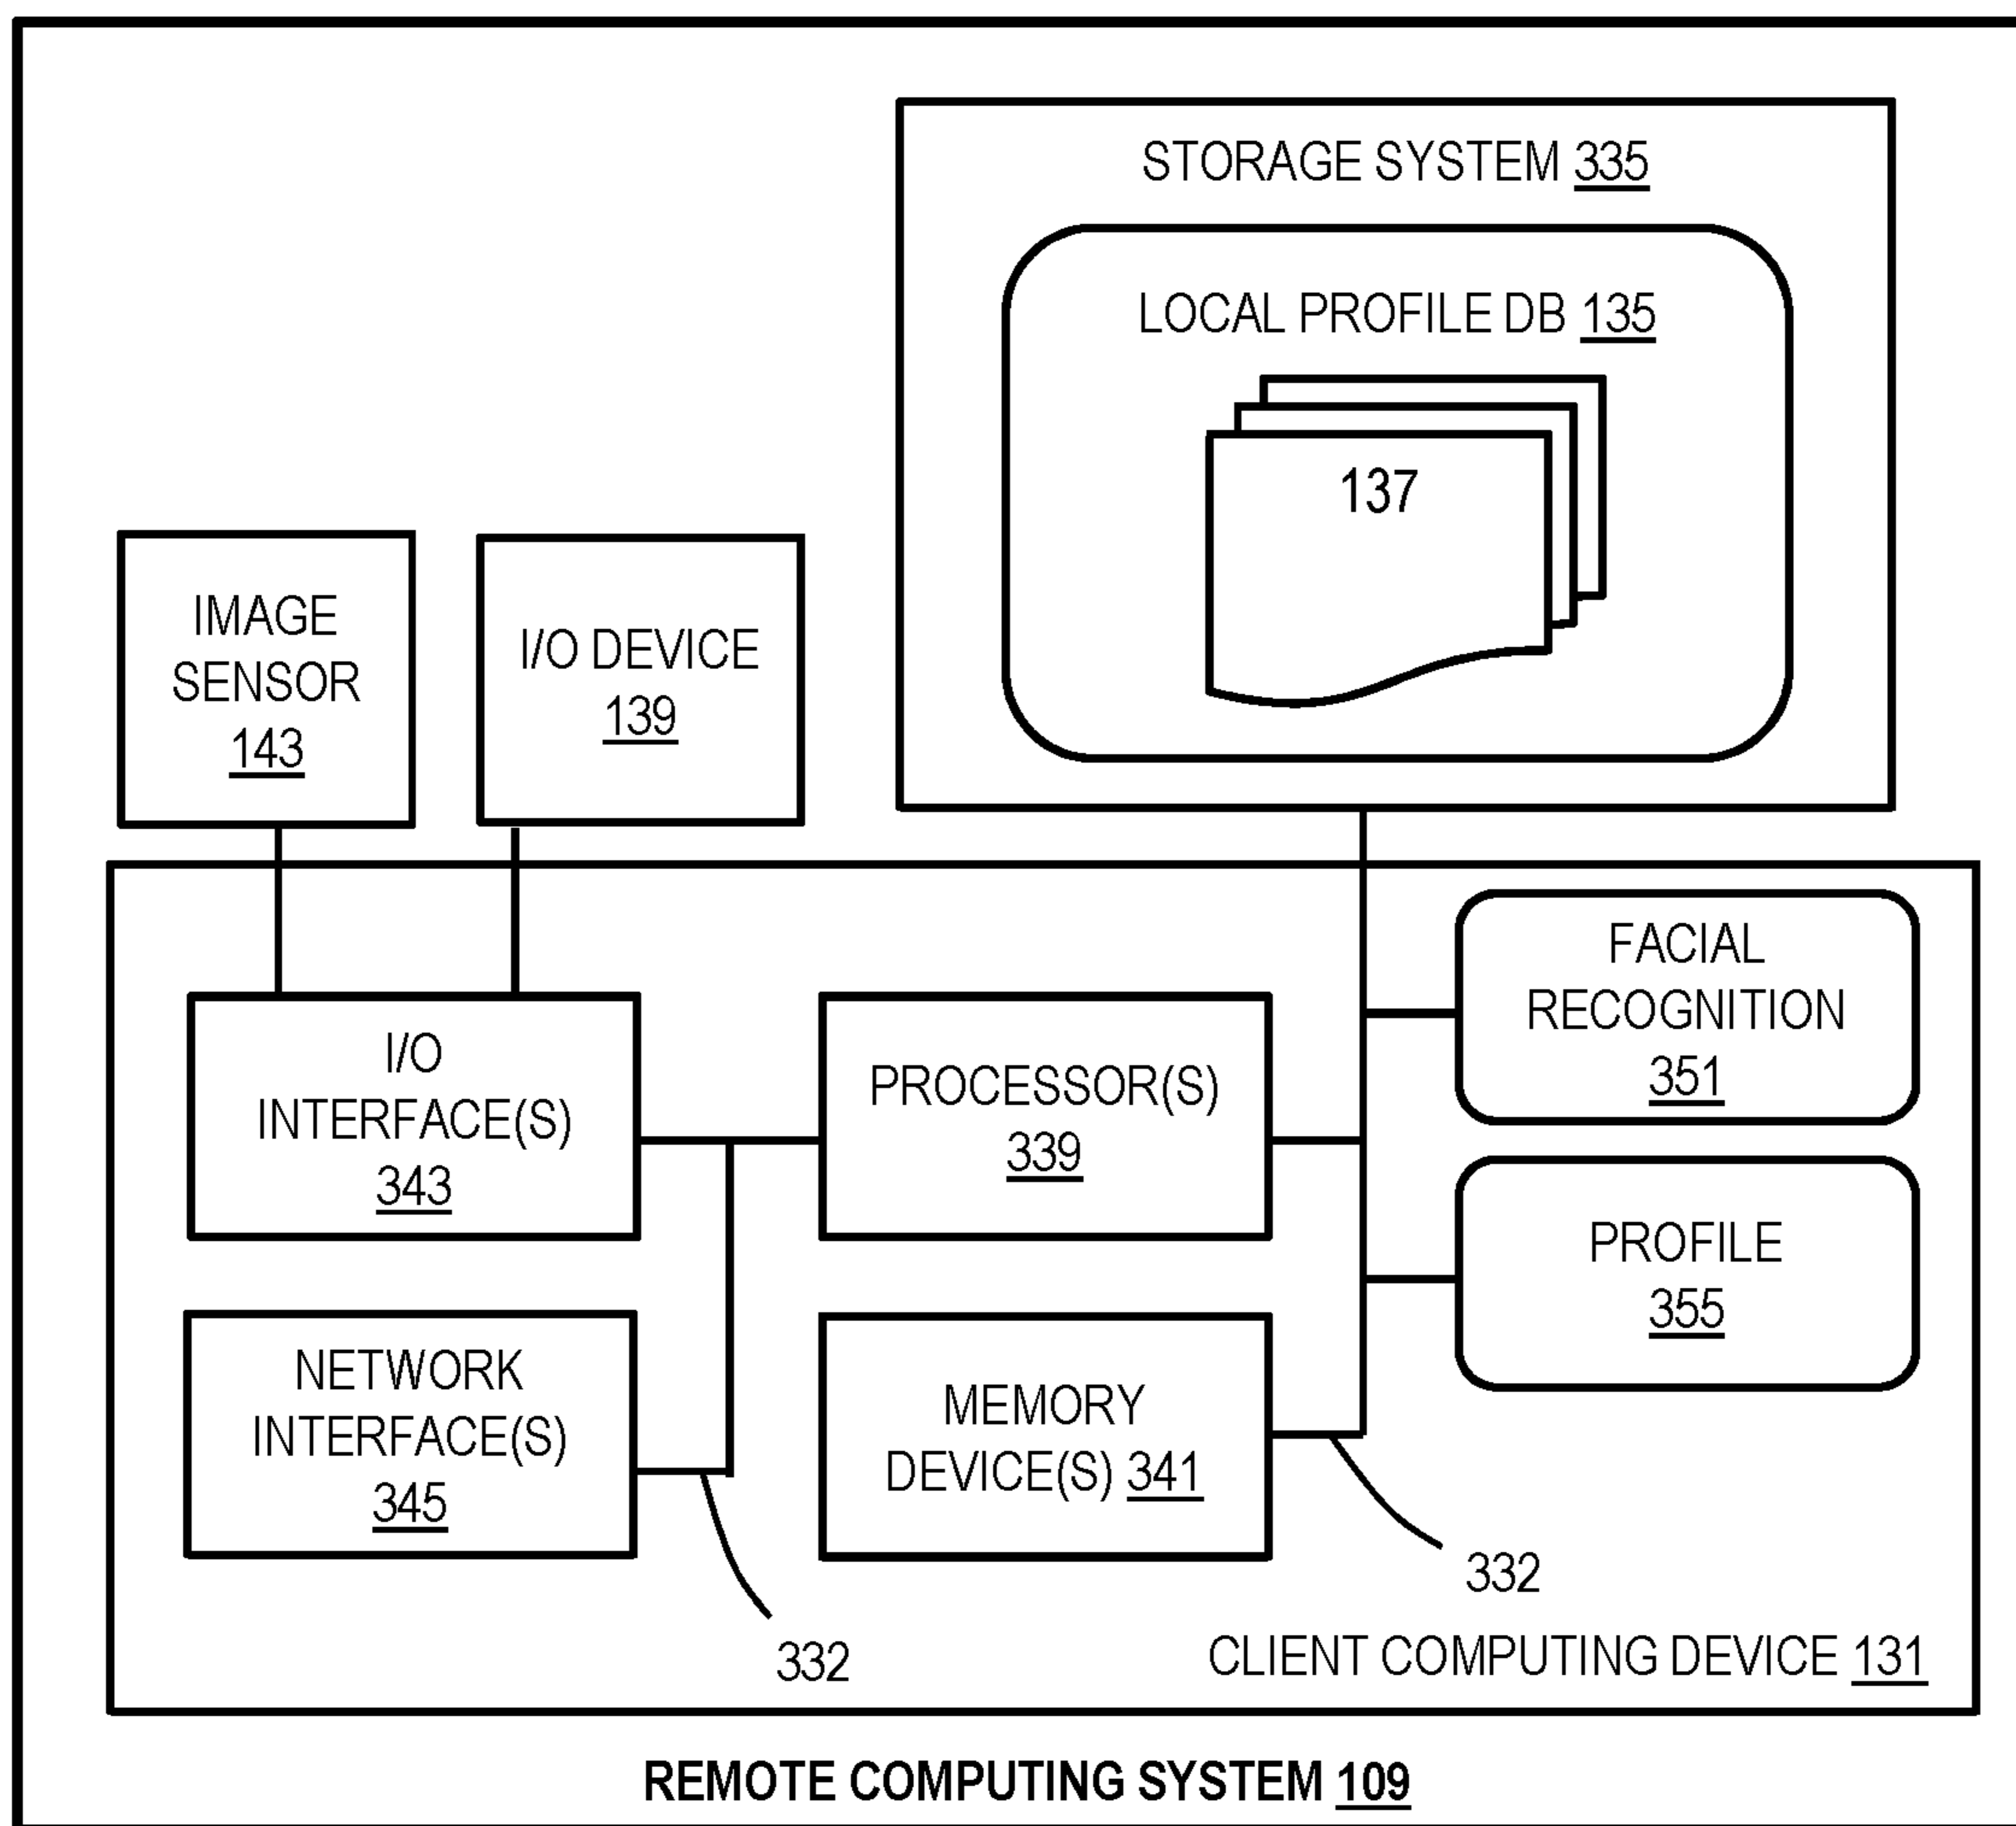 STORAGE SYSTEM 335
LOCAL PROFILE DB 135
137
IMAGE
SENSOR
143
I/O DEVICE
139
FACIAL
RECOGNITION
351
I/O
INTERFACE(S)
343
PROCESSOR(S)
339
PROFILE
355
NETWORK
INTERFACE(S)
345
MEMORY
DEVICE(S) 341
332
332
CLIENT COMPUTING DEVICE 131
REMOTE COMPUTING SYSTEM 109